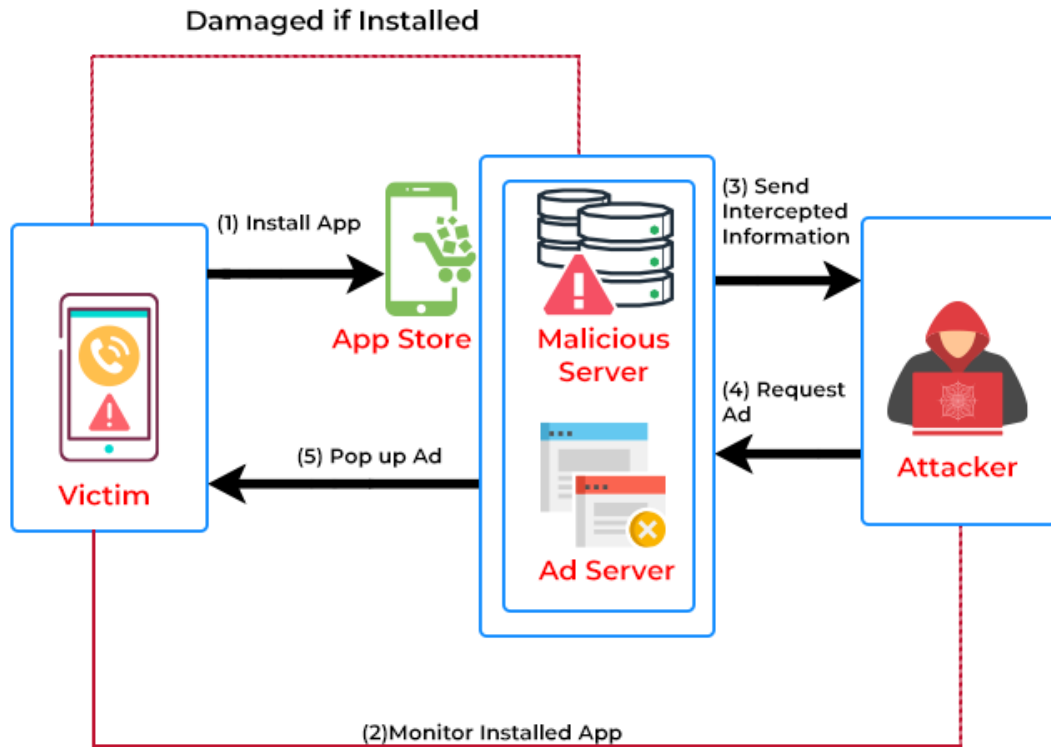 Damaged if Installed
(1) Install App
App Store
Victim
Malicious
Server
(3) Send
Intercepted
Information
(4) Request
Ad
Attacker
(5) Pop up Ad
Ad Server
(2)Monitor Installed App